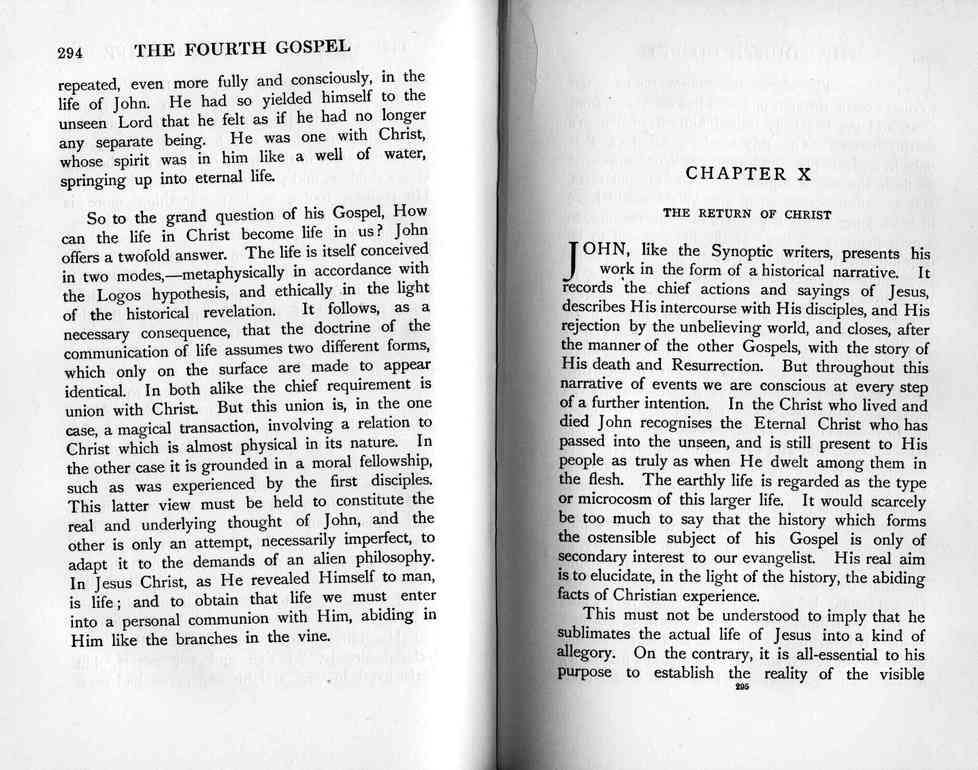 294 THE FOURTH GOSPEL
repeated, even more fully and consciously, in the
life of John. He had so yielded himself to the
unseen Lord that he felt as if he had no longer
any separate being. He was one with Christ,
whose spirit was in him like a well of water,
springing up into eternal life.
So to the grand question of his Gospel, How
can the life in Christ become life in us? John
offers a twofold answer. The life is itself conceived
in two modes,—metaphysically in accordance with
the Logos hypothesis, and ethically in the light
of the historical revelation. It follows, as a
necessary consequence, that the doctrine of the
communication of life assumes two different forms,
which only on the surface are made to appear
identical. In both alike the chief requirement is
union with Christ. But this union is, in the one
case, a magical transaction, involving a relation to
Christ which is almost physical in its nature. In
the other case it is grounded in a moral fellowship,
such as was experienced by the first disciples.
This latter view must be held to constitute the
real and underlying thought of John, and the
other is only an attempt, necessarily imperfect, to
adapt it to the demands of an alien philosophy.
In Jesus Christ, as He revealed Himself to man,
is life; and to obtain that life we must enter
into a personal communion with Him, abiding in
Him like the branches in the vine.
CHAPTER X
THE RETURN OF CHRIST
JOHN, like the Synoptic writers, presents his
work in the form of a historical narrative. It
records the chief actions and sayings of Jesus,
describes His intercourse with His disciples, and His
rejection by the unbelieving world, and closes, after
the manner of the other Gospels, with the story of
His death and Resurrection. But throughout this
narrative of events we are conscious at every step
of a further intention. In the Christ who lived and
died John recognises the Eternal Christ who has
passed into the unseen, and is still present to His
people as truly as when He dwelt among them in
the flesh. The earthly life is regarded as the type
or microcosm of this larger life. It would scarcely
be too much to say that the history which forms
the ostensible subject of his Gospel is only of
secondary interest to our evangelist. His real aim
is to elucidate, in the light of the history, the abiding
facts of Christian experience.
This must not be understood to imply that he
sublimates the actual life of Jesus into a kind of
allegory. On the contrary, it is all-essential to his
purpose to establish the reality of the visible
295